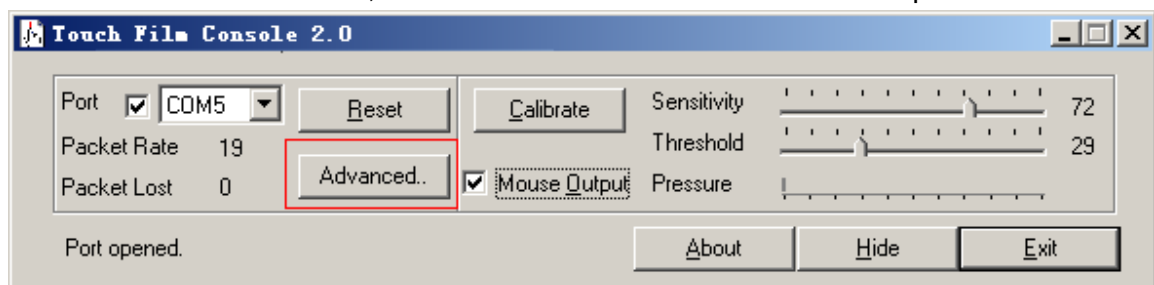 Touch Film Console 2.0
Port COM5 Reset Calibrate Sensitivity 72
Packet Rate 19 Threshold 29
Advanced..
Packet Lost 0 Mouse Output Pressure
Port opened. About Hide Exit